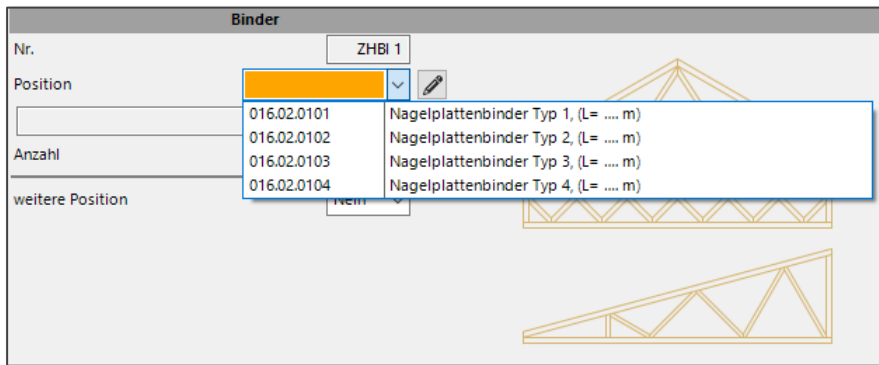 Binder
Nr. ZHBI 1
Position
016.02.0101 Nagelplattenbinder Typ 1, (L= .... m)
016.02.0102 Nagelplattenbinder Typ 2, (L= .... m)
Anzahl 016.02.0103 Nagelplattenbinder Typ 3, (L= .... m)
016.02.0104 Nagelplattenbinder Typ 4, (L= .... m)
weitere Position Nein